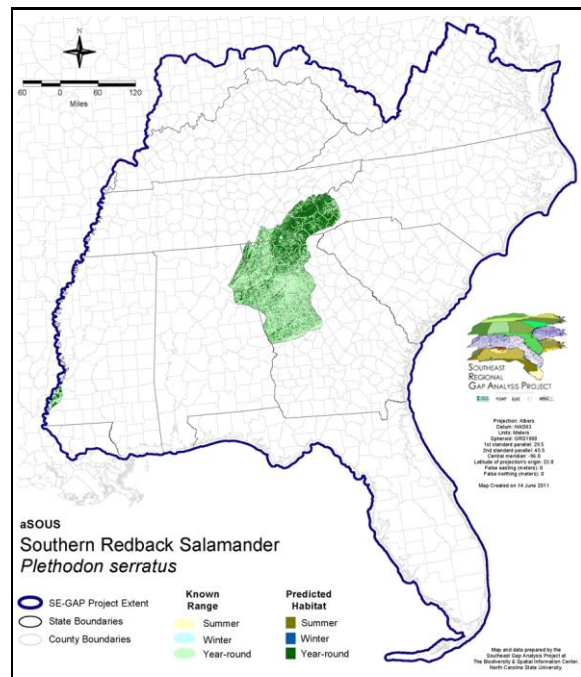 N
60 0 60 120
Miles
SOUTHEAST
REGIONAL
GAP ANALYSIS PROJECT
Projection: Albers
Datum: NAD83
Units: Meters
Spheroid: GRS1980
1st standard parallel: 29.5
2nd standard parallel: 45.5
Central meridian: -96.0
Latitude of projection's origin: 23.0
False easting (meters): 0
False northing (meters): 0
Map Created on 14 June 2011
aSOUS
Southern Redback Salamander
Plethodon serratus
SE-GAP Project Extent
State Boundaries
County Boundaries
Known
Range
Summer
Winter
Year-round
Predicted
Habitat
Summer
Winter
Year-round
Map and data prepared by the
Southeast Gap Analysis Project at
The Biodiversity & Spatial Information Center,
North Carolina State University.